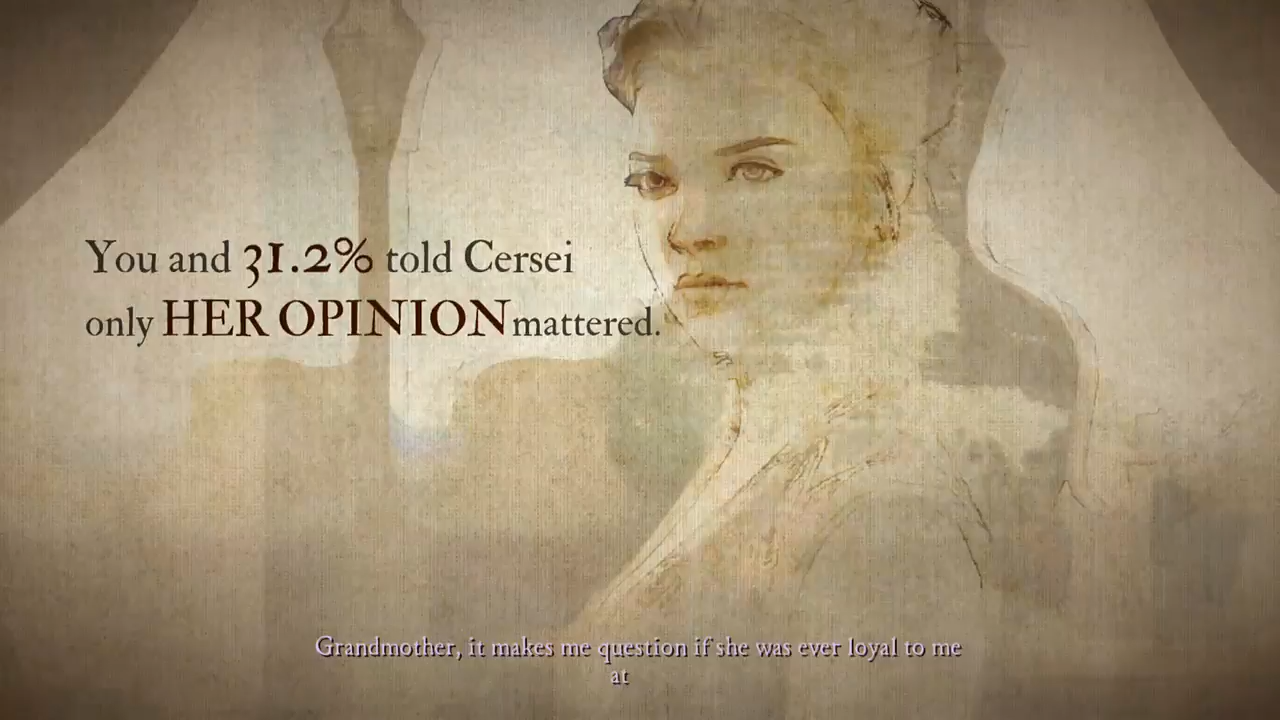 You and 31.2% told Cersei
only HER OPINION mattered.
Grandmother, it makes me question if she was ever loyal to me
at